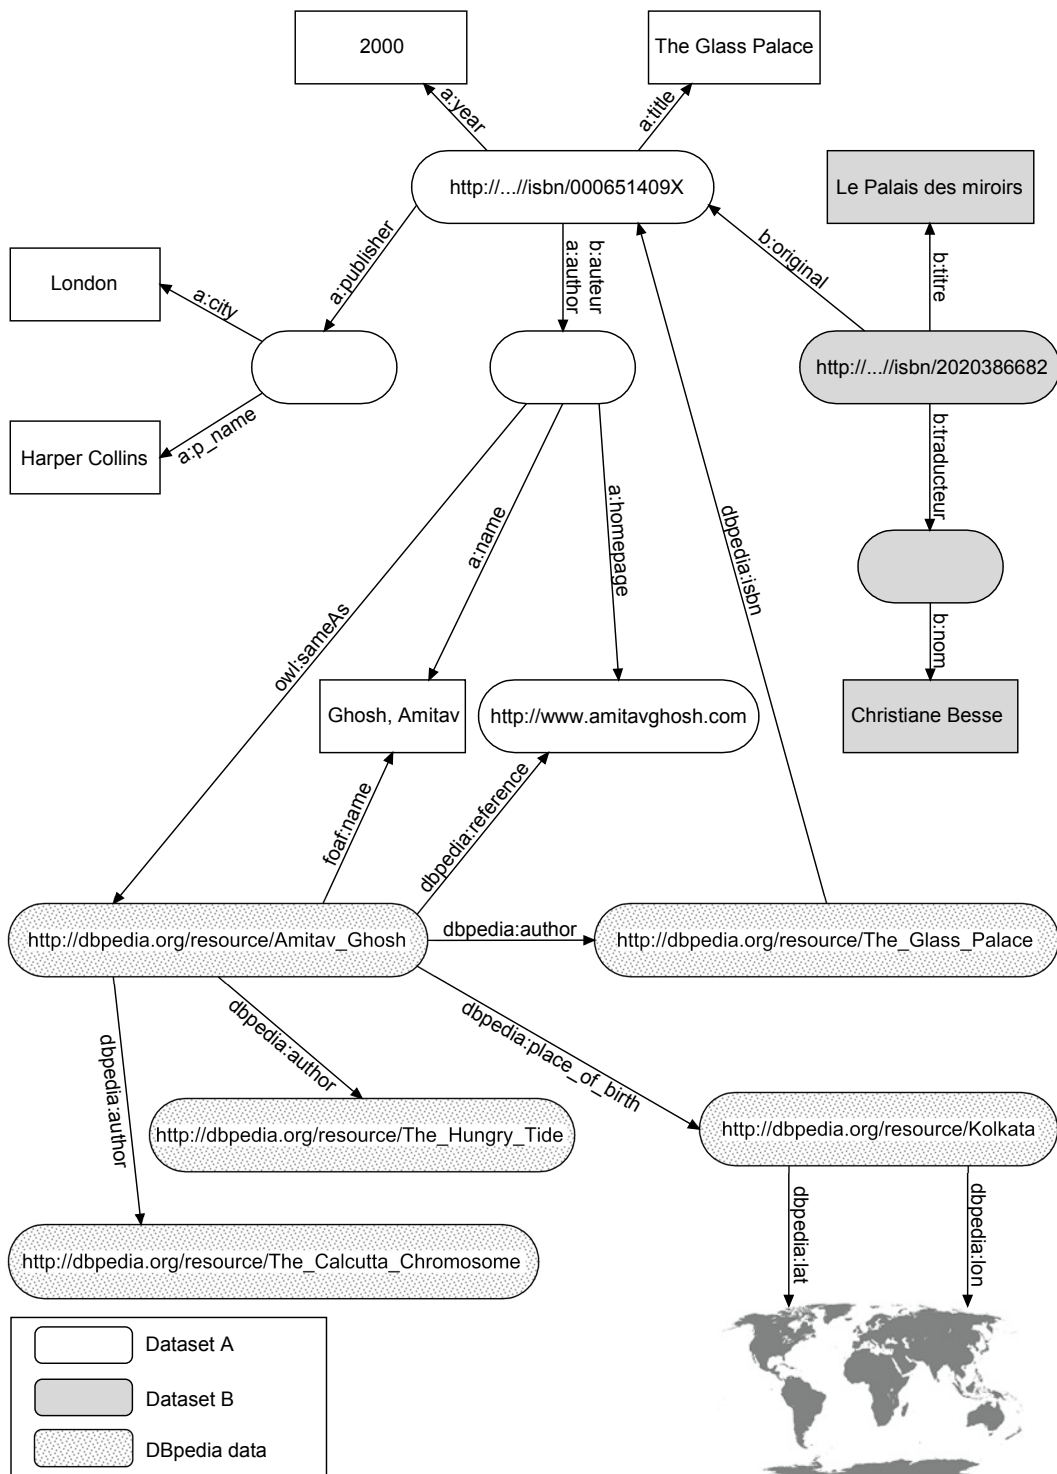 2000
The Glass Palace
a:year
a:title
http://...//isbn/000651409X
Le Palais des miroirs
a:publisher
b:auteur
a:author
b:original
b:titre
London
a:city
http://...//isbn/2020386682
a:p_name
Harper Collins
b:traducteur
a:name
a:homepage
dbpedia:isbn
owl:sameAs
b:nom
Ghosh, Amitav
http://www.amitavghosh.com
Christiane Besse
foaf:name
dbpedia:reference
http://dbpedia.org/resource/Amitav_Ghosh
dbpedia:author
http://dbpedia.org/resource/The_Glass_Palace
dbpedia:author
dbpedia:author
dbpedia:place_of_birth
http://dbpedia.org/resource/The_Hungry_Tide
http://dbpedia.org/resource/Kolkata
dbpedia:lat
dbpedia:lon
http://dbpedia.org/resource/The_Calcutta_Chromosome
Dataset A
Dataset B
DBpedia data